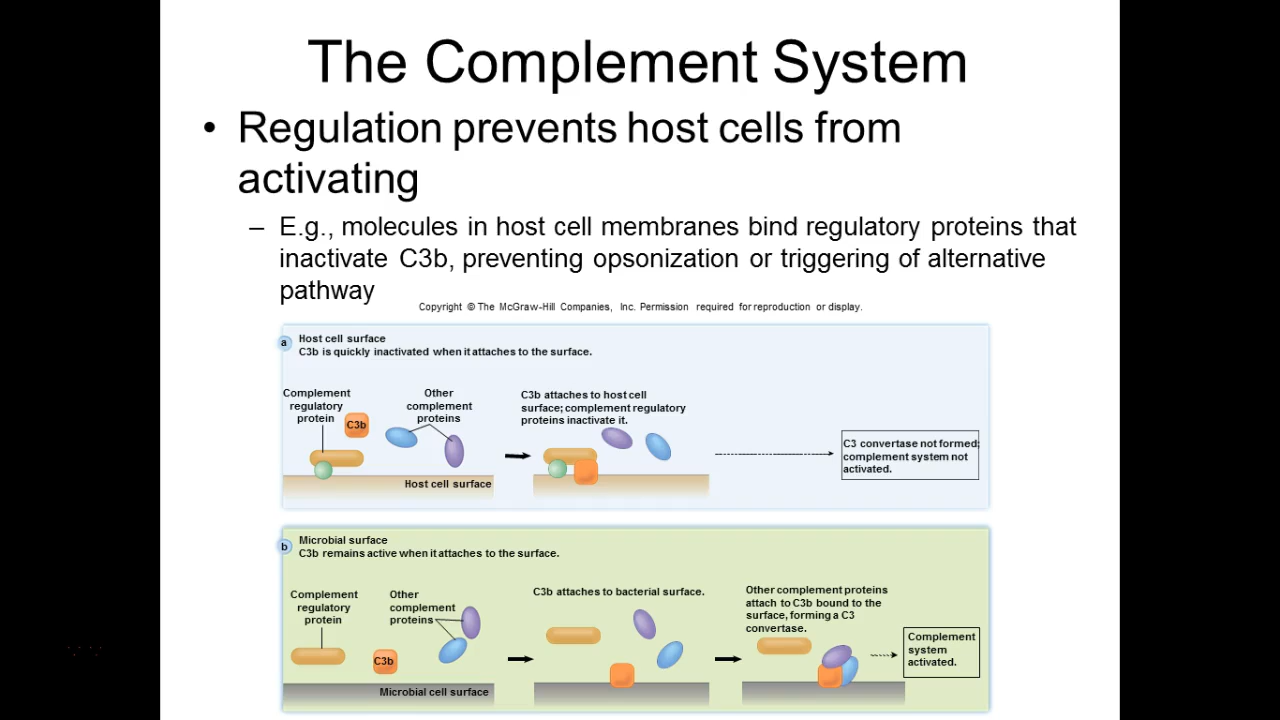 The Complement System
• Regulation prevents host cells from
activating
– E.g., molecules in host cell membranes bind regulatory proteins that
inactivate C3b, preventing opsonization or triggering of alternative
pathway
Copyright © The McGraw-Hill Companies, Inc. Permission required for reproduction or display.
a
Host cell surface
C3b is quickly inactivated when it attaches to the surface.
Complement
regulatory
protein
C3b
Other
complement
proteins
Host cell surface
C3b attaches to host cell
surface; complement regulatory
proteins inactivate it.
C3 convertase not formed;
complement system not
activated.
b
Microbial surface
C3b remains active when it attaches to the surface.
Complement
regulatory
protein
C3b
Other
complement
proteins
Microbial cell surface
C3b attaches to bacterial surface.
Other complement proteins
attach to C3b bound to the
surface, forming a C3
convertase.
Complement
system
activated.